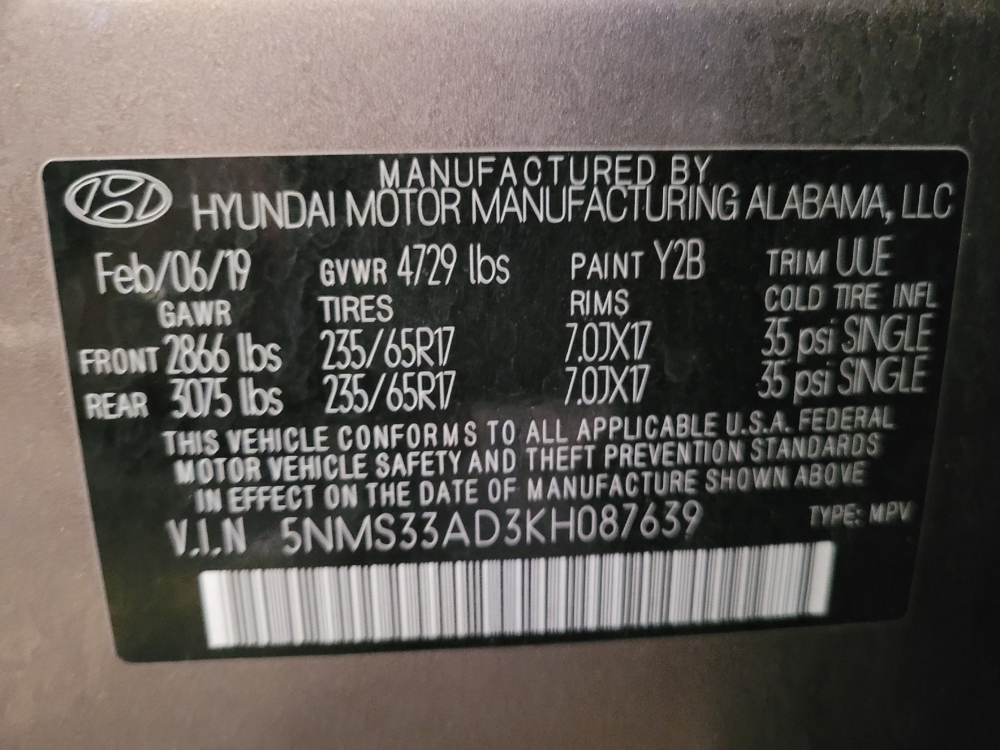 MANUFACTURED BY
HYUNDAI MOTOR MANUFACTURING ALABAMA, LLC
Feb/06/19 GVWR 4729 lbs PAINT Y2B TRIM UUE
GAWR TIRES RIMS COLD TIRE INFL
FRONT 2866 lbs 235/65R17 7.0JX17 35 psi SINGLE
REAR 3075 lbs 235/65R17 7.0JX17 35 psi SINGLE
THIS VEHICLE CONFORMS TO ALL APPLICABLE U.S.A. FEDERAL
MOTOR VEHICLE SAFETY AND THEFT PREVENTION STANDARDS
IN EFFECT ON THE DATE OF MANUFACTURE SHOWN ABOVE
V.I.N 5NMS33AD3KH087639 TYPE: MPV